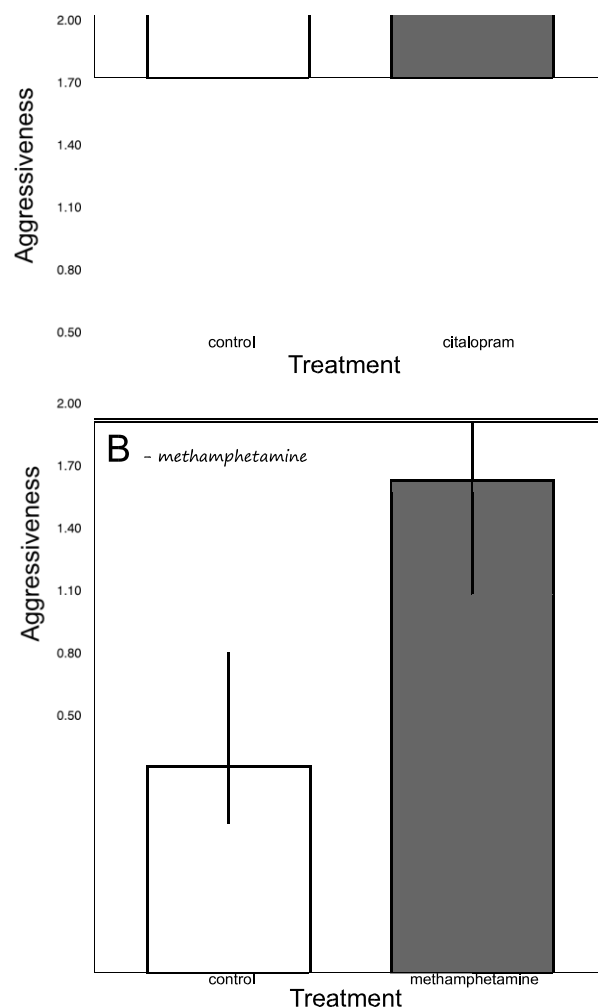 2.00
1.70
1.40
1.10
0.80
0.50
Aggressiveness
control citalopram
Treatment
2.00
1.70
1.40
1.10
0.80
0.50
Aggressiveness
B - methamphetamine
control methamphetamine
Treatment